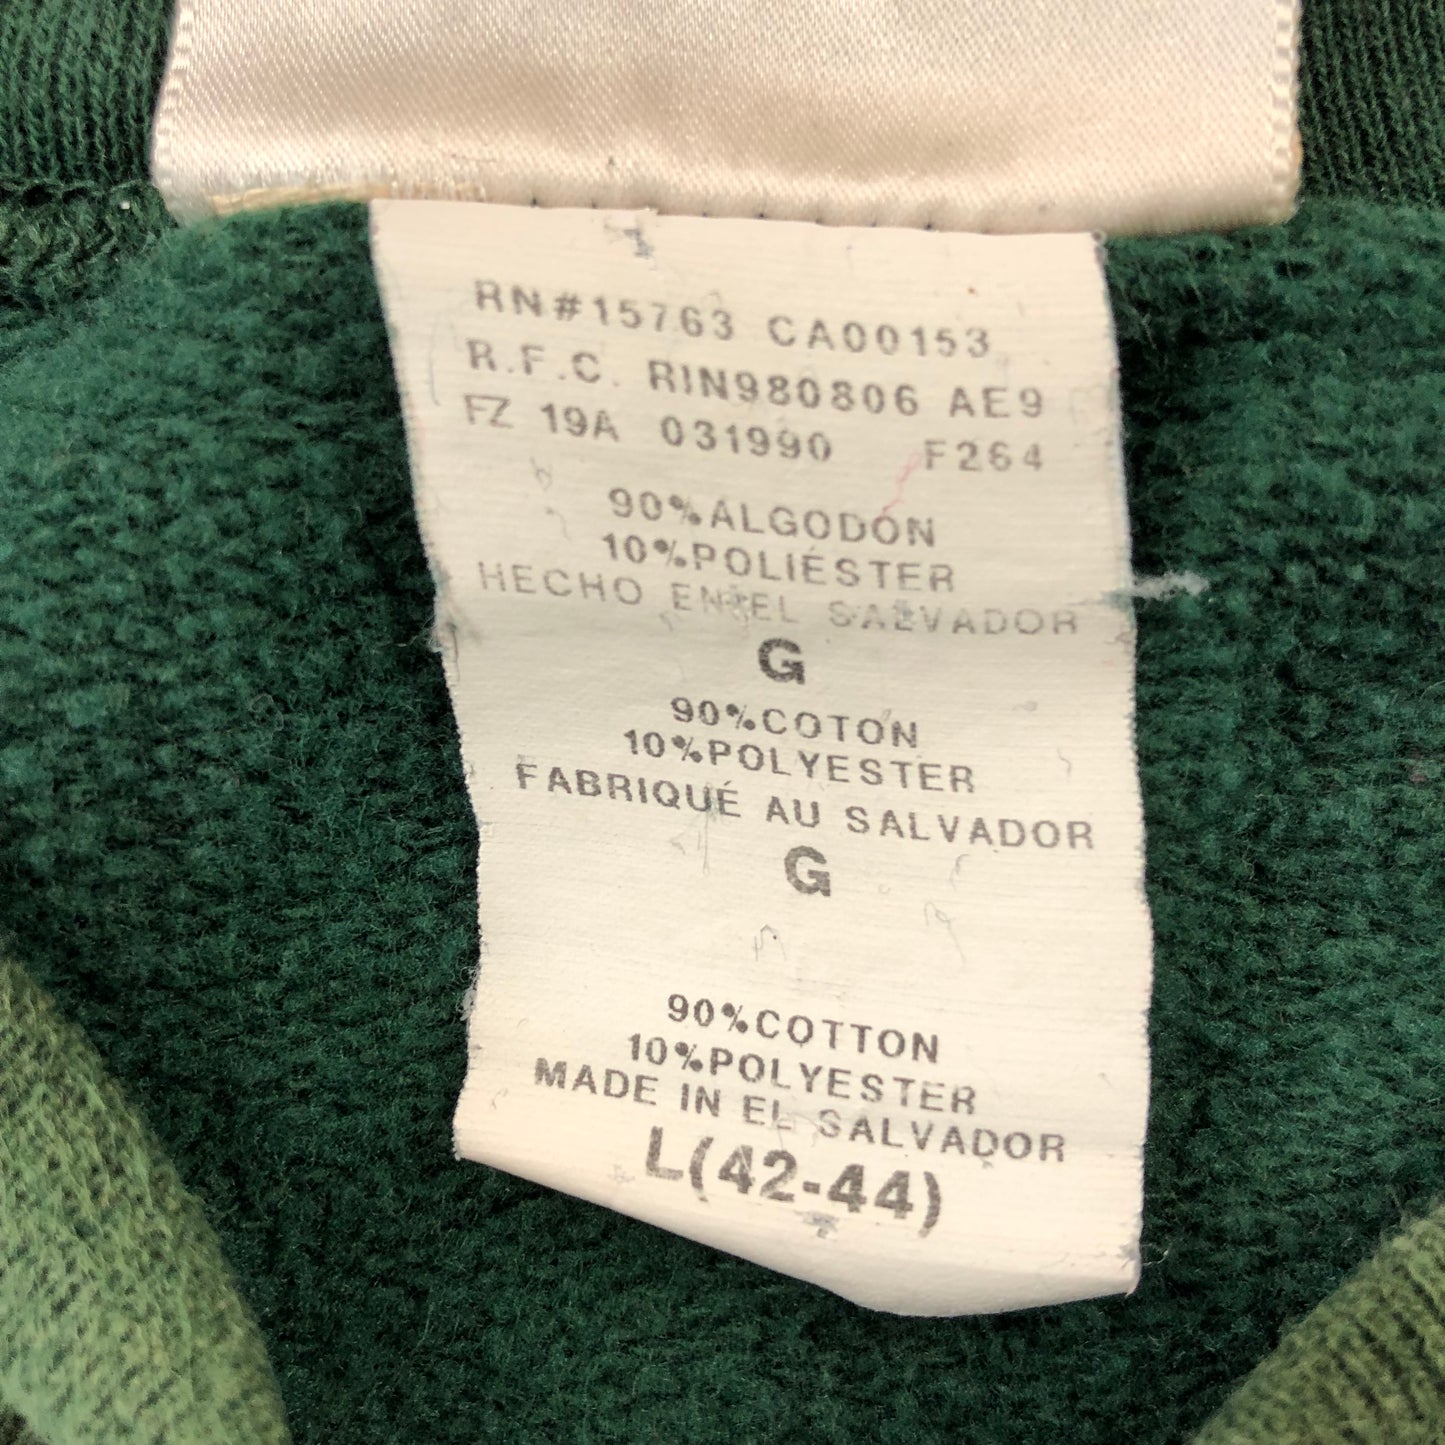 RN#15763 CA00153
R.F.C. RIN980806 AE9
FZ 19A 031990 F264
90%ALGODÓN
10%POLIÉSTER
HECHO EN EL SALVADOR
G
90%COTON
10%POLYESTER
FABRIQUÉ AU SALVADOR
G
90%COTTON
10%POLYESTER
MADE IN EL SALVADOR
L(42-44)